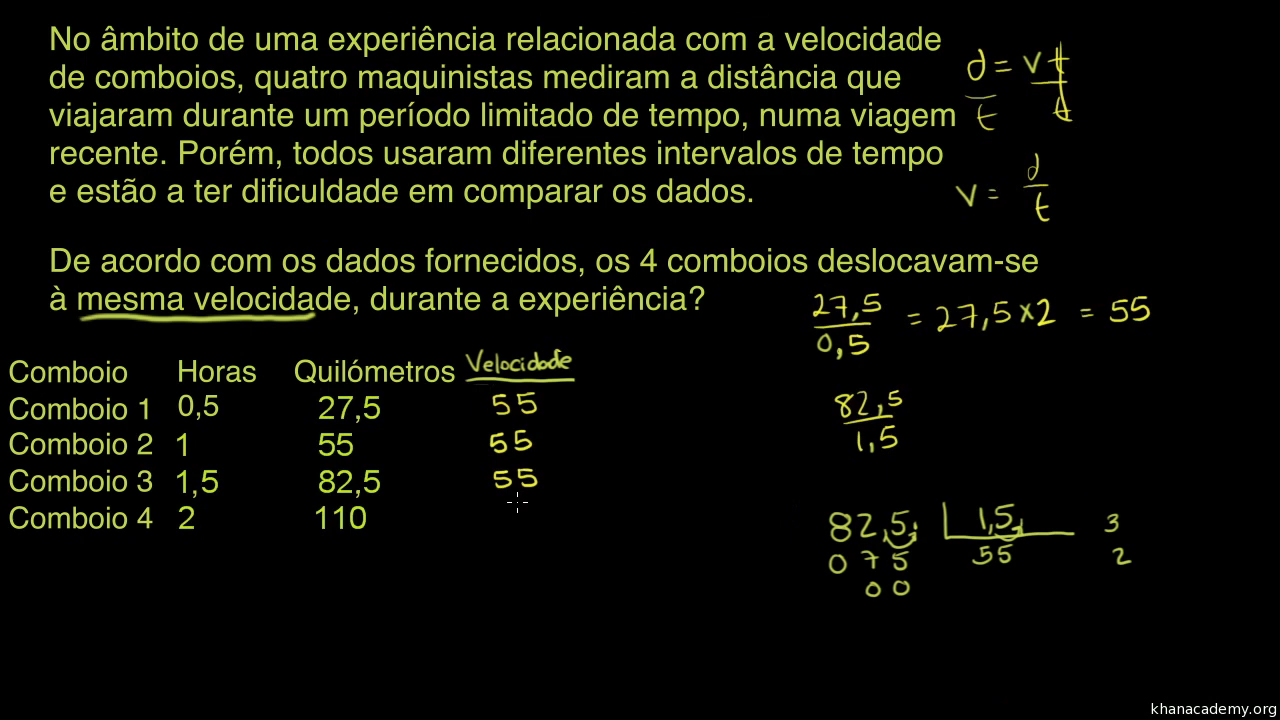 No âmbito de uma experiência relacionada com a velocidade
de comboios, quatro maquinistas mediram a distância que
viajaram durante um período limitado de tempo, numa viagem
recente. Porém, todos usaram diferentes intervalos de tempo
e estão a ter dificuldade em comparar os dados.
d = v t
t t
v = d
t
De acordo com os dados fornecidos, os 4 comboios deslocavam-se
à mesma velocidade, durante a experiência?
27,5 = 27,5 x 2 = 55
0,5
Comboio Horas Quilómetros Velocidade
Comboio 1 0,5 27,5 55
Comboio 2 1 55 55
Comboio 3 1,5 82,5 55
Comboio 4 2 110
82,5
1,5
82,5, 1,5, 3
0 7 5 55 2
0 0
khanacademy.org